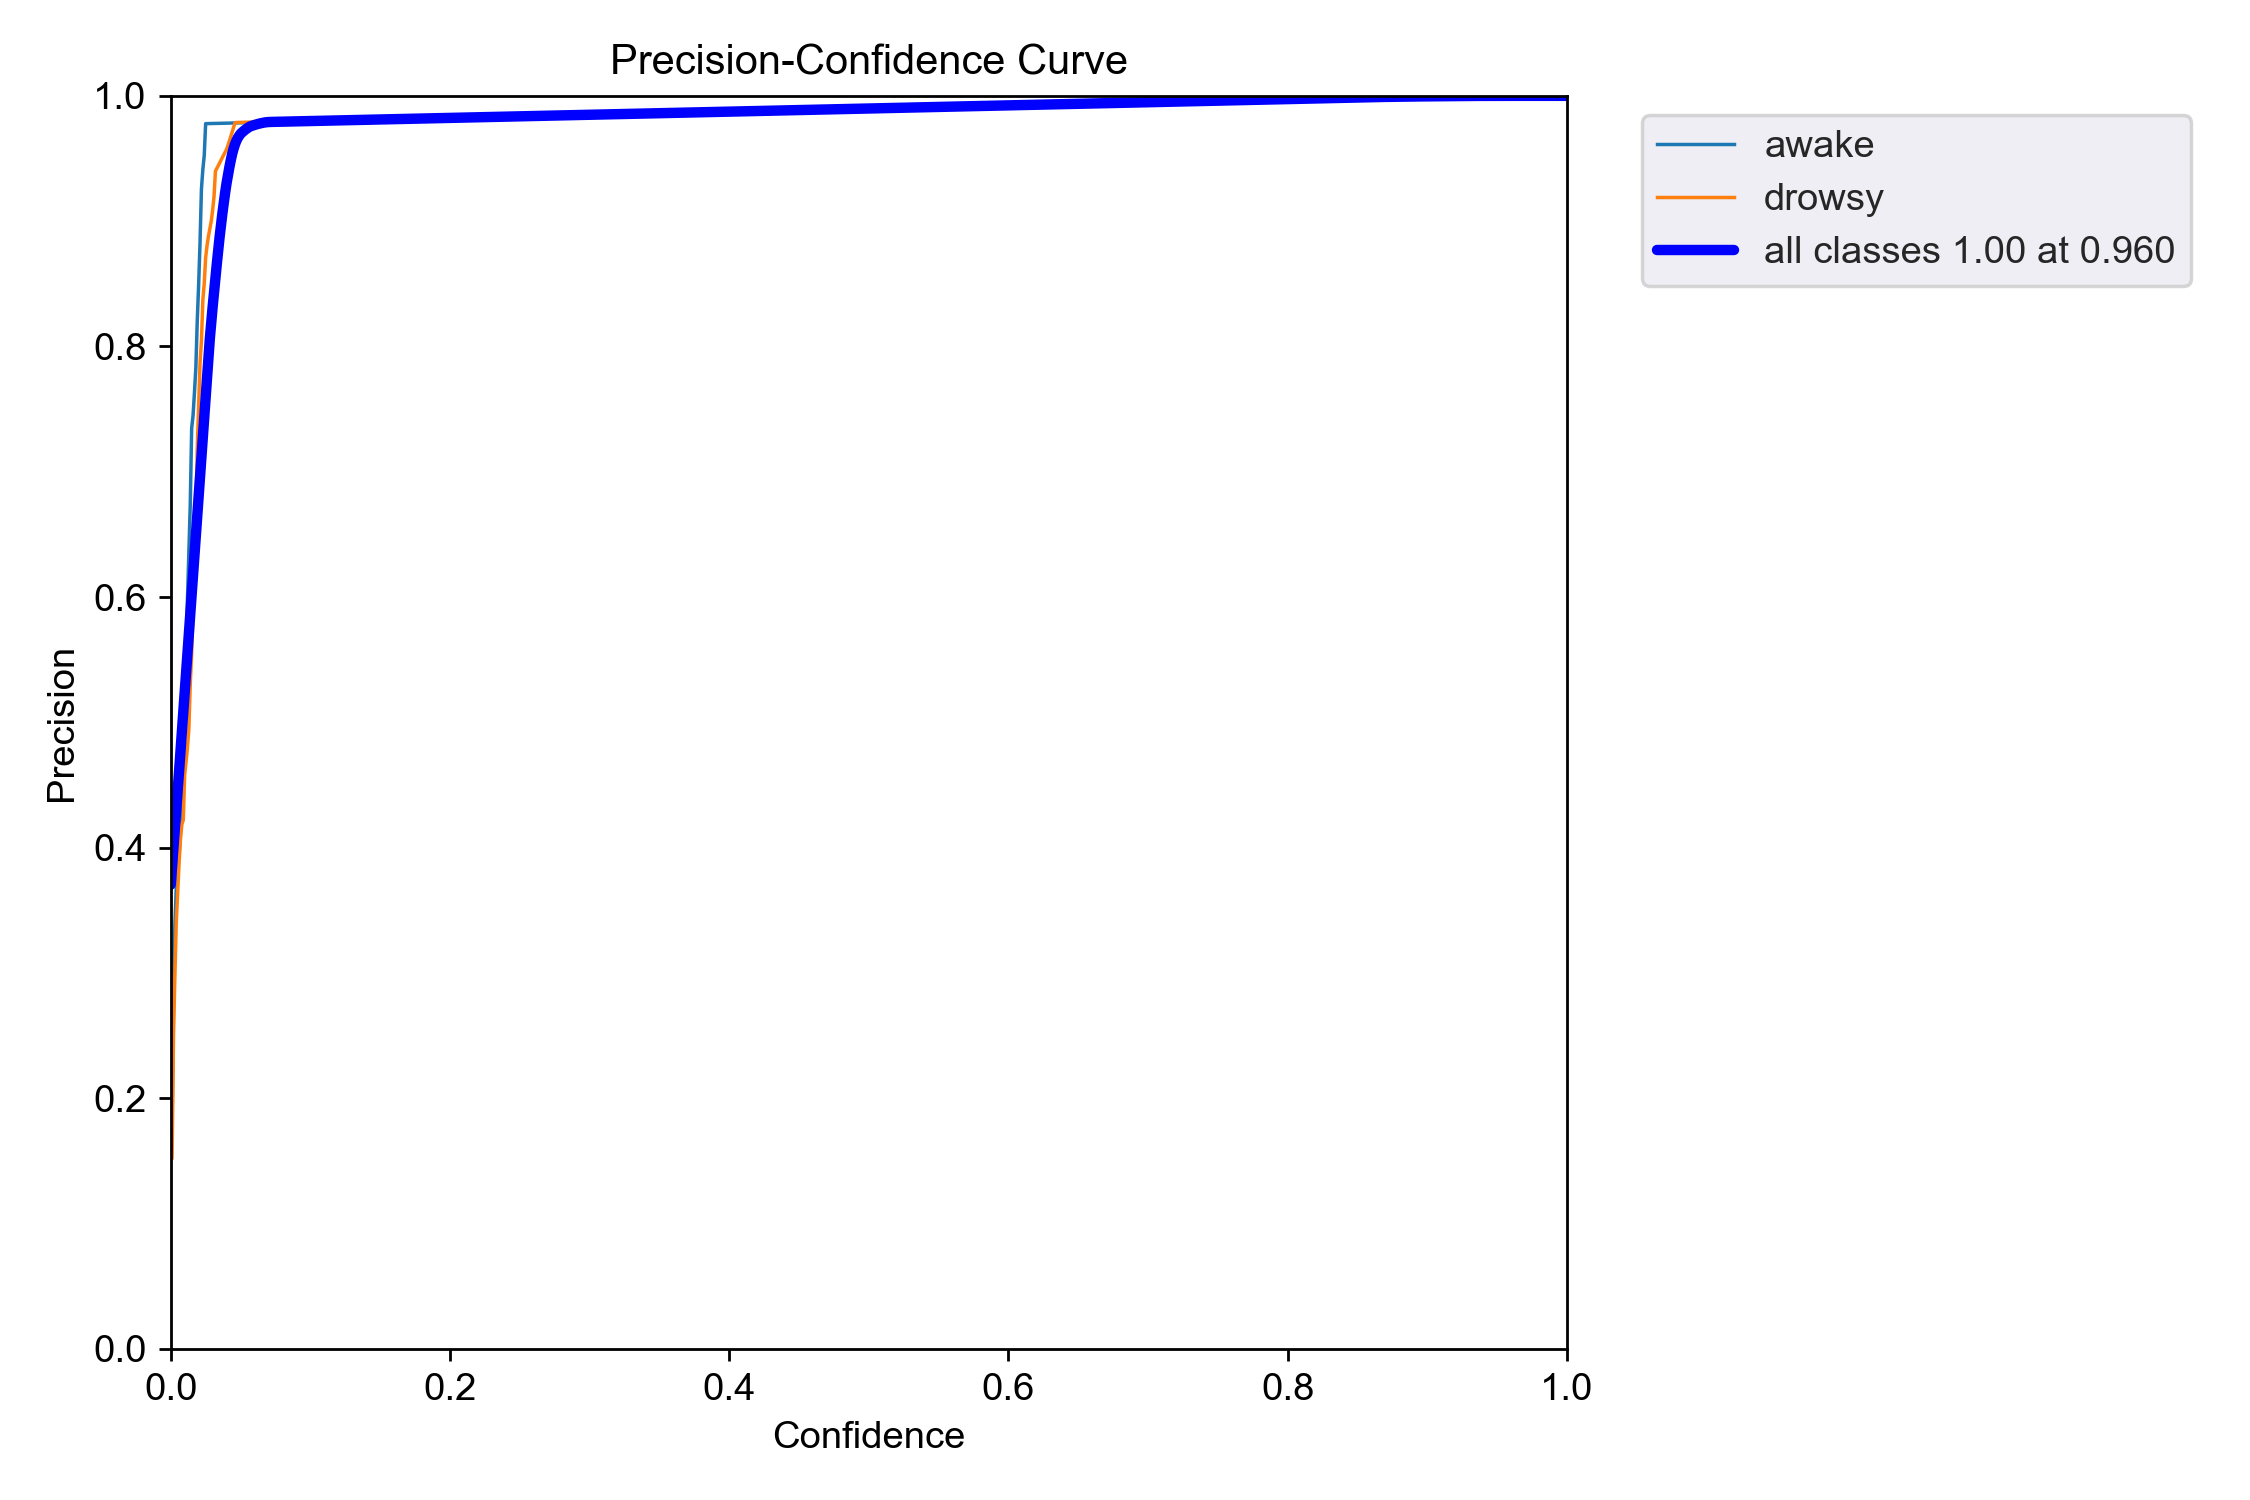 Precision-Confidence Curve
1.0
0.8
0.6
0.4
0.2
0.0
Precision
0.0 0.2 0.4 0.6 0.8 1.0
Confidence
awake
drowsy
all classes 1.00 at 0.960